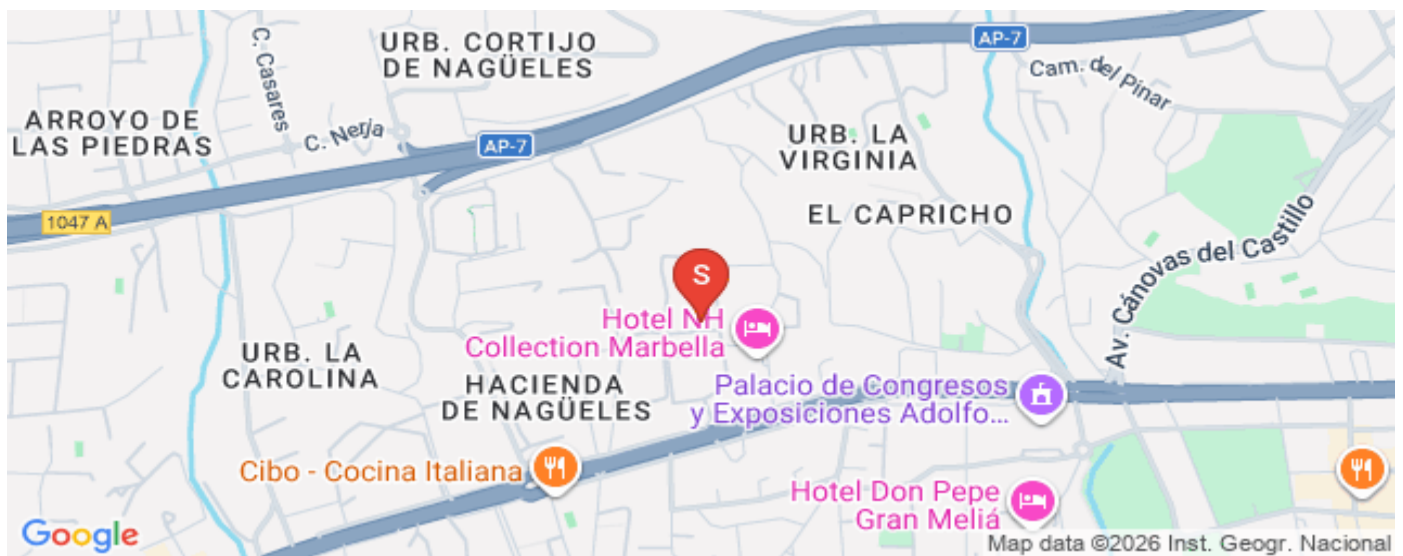 URB. CORTIJO
DE NAGÜELES
AP-7
C. Casares
Cam. del Pinar
ARROYO DE
LAS PIEDRAS
C. Nerja
AP-7
URB. LA
VIRGINIA
1047 A
EL CAPRICHO
Av. Cánovas del Castillo
S
Hotel NH
Collection Marbella
URB. LA
CAROLINA
HACIENDA
DE NAGÜELES
Palacio de Congresos
y Exposiciones Adolfo...
Cibo - Cocina Italiana
Hotel Don Pepe
Gran Meliá
Google
Map data ©2026 Inst. Geogr. Nacional